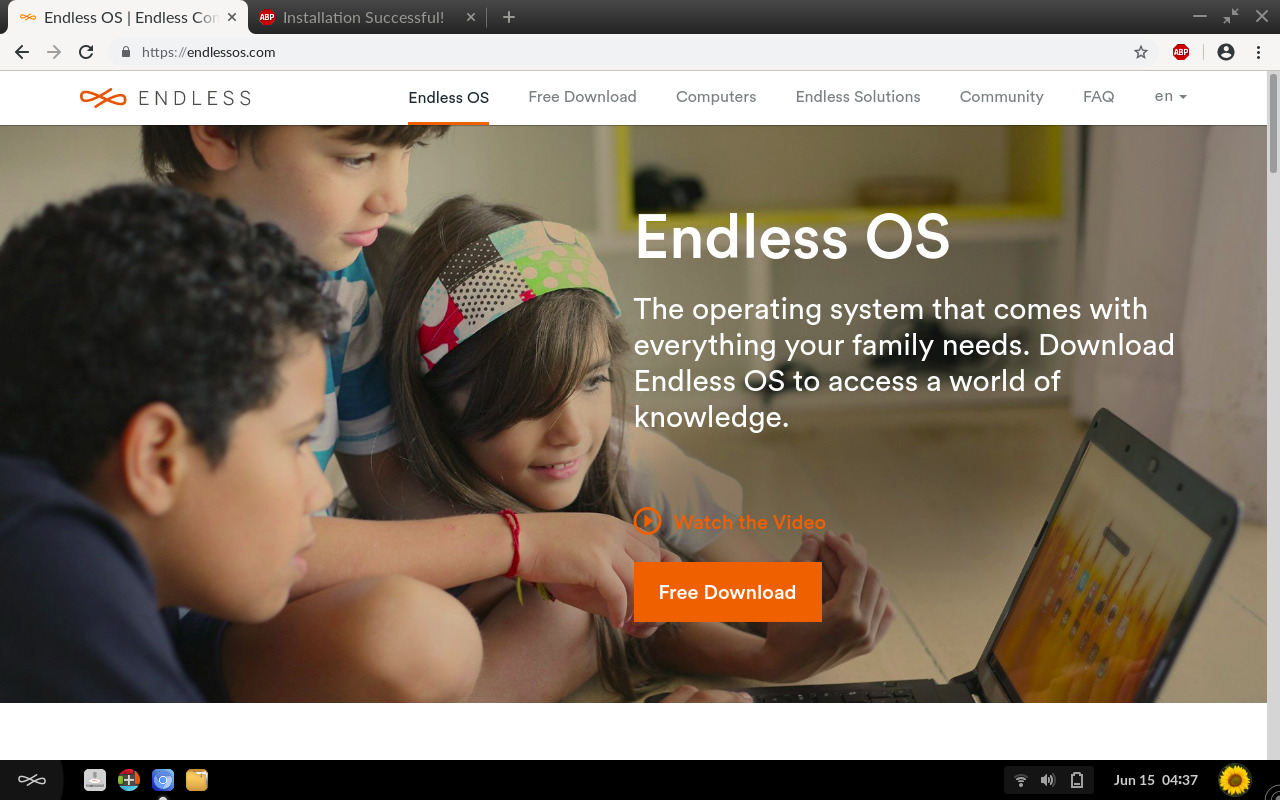 Endless OS | Endless Con
ABP
Installation Successful!
https://endlessos.com
ABP
ENDLESS
Endless OS
Free Download
Computers
Endless Solutions
Community
FAQ
en
Endless OS
The operating system that comes with
everything your family needs. Download
Endless OS to access a world of
knowledge.
Watch the Video
Free Download
Jun 15 04:37